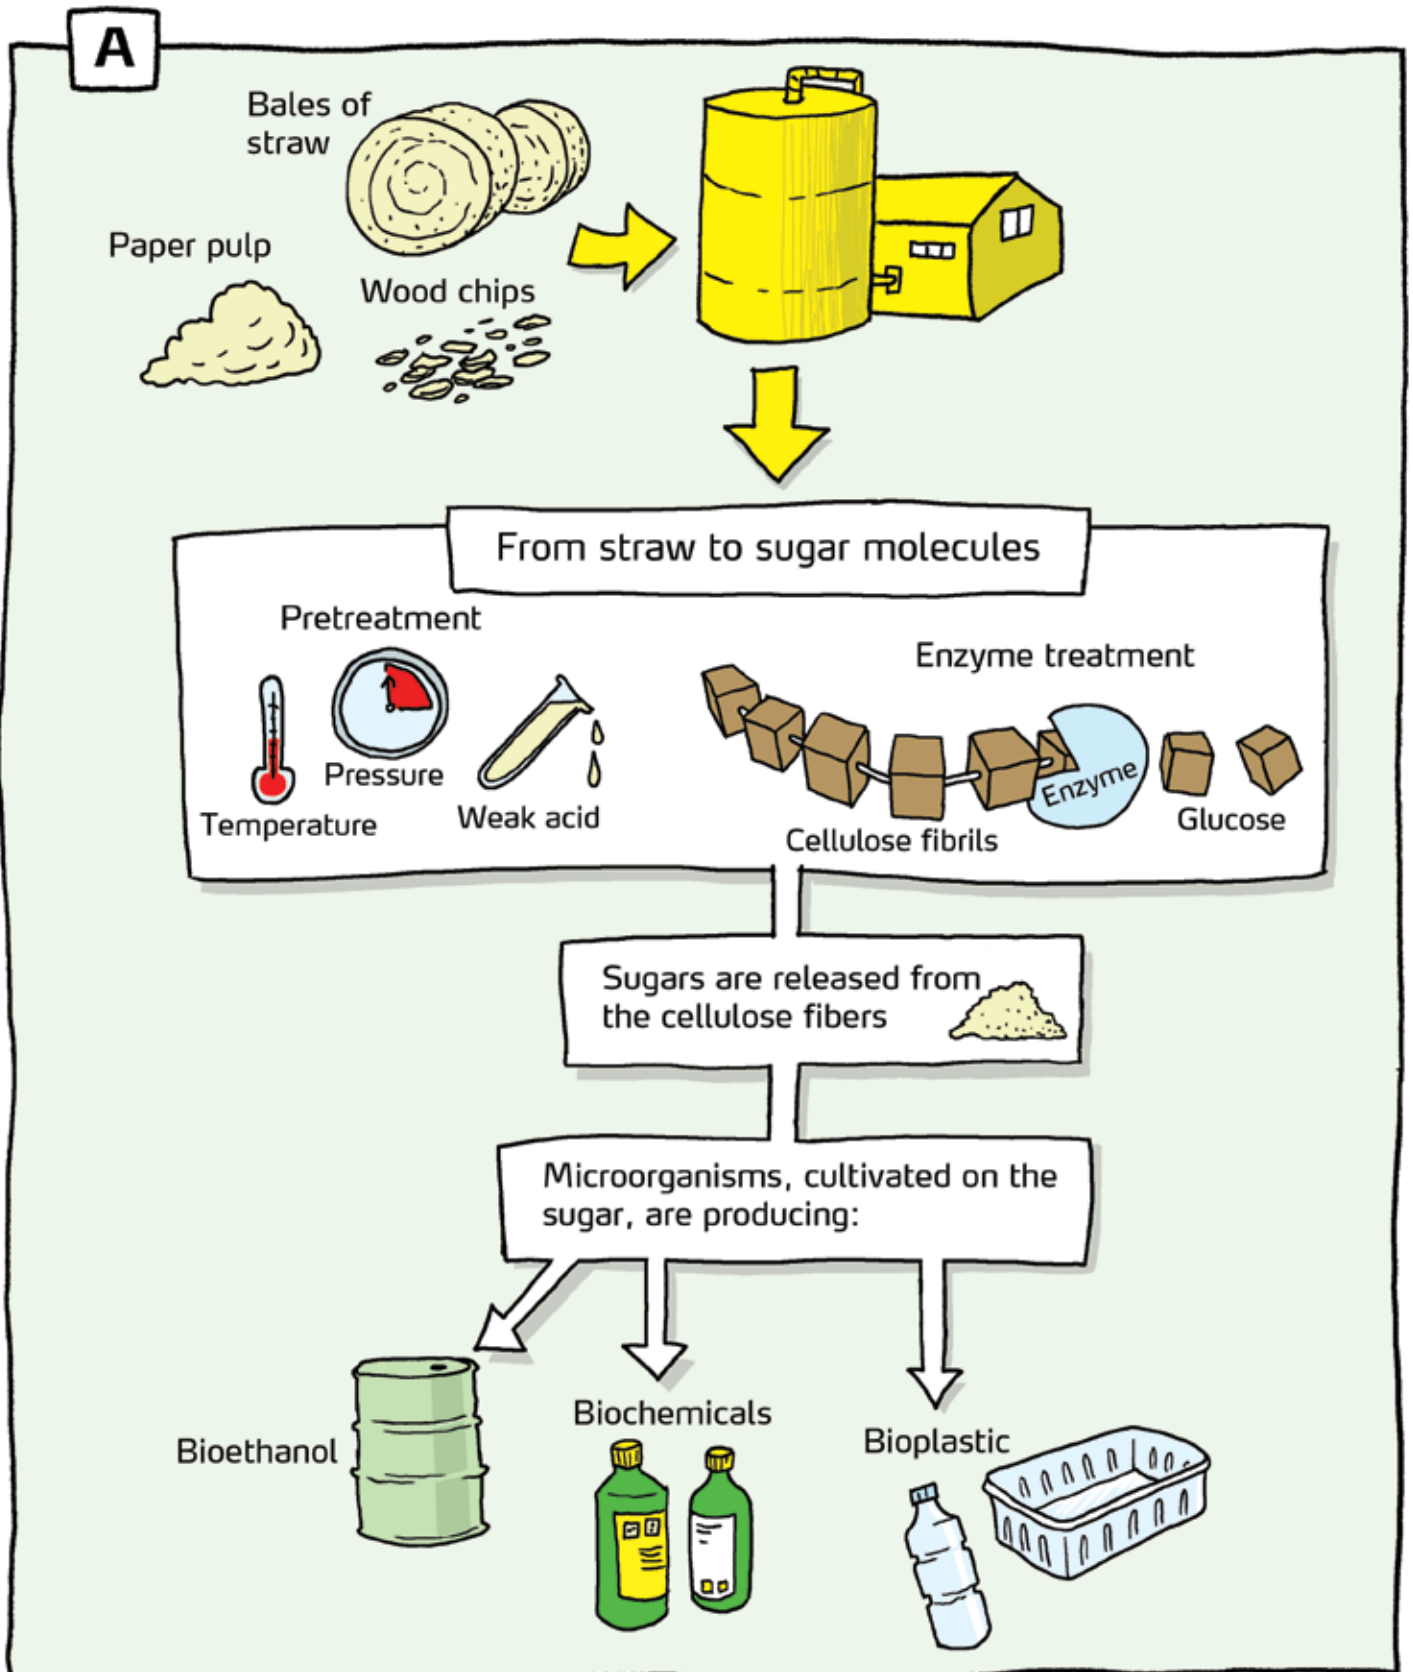 A
Bales of
straw
Paper pulp
Wood chips
From straw to sugar molecules
Pretreatment
Enzyme treatment
Pressure
Temperature
Weak acid
Enzyme
Glucose
Cellulose fibrils
Sugars are released from
the cellulose fibers
Microorganisms, cultivated on the
sugar, are producing:
Bioethanol
Biochemicals
Bioplastic